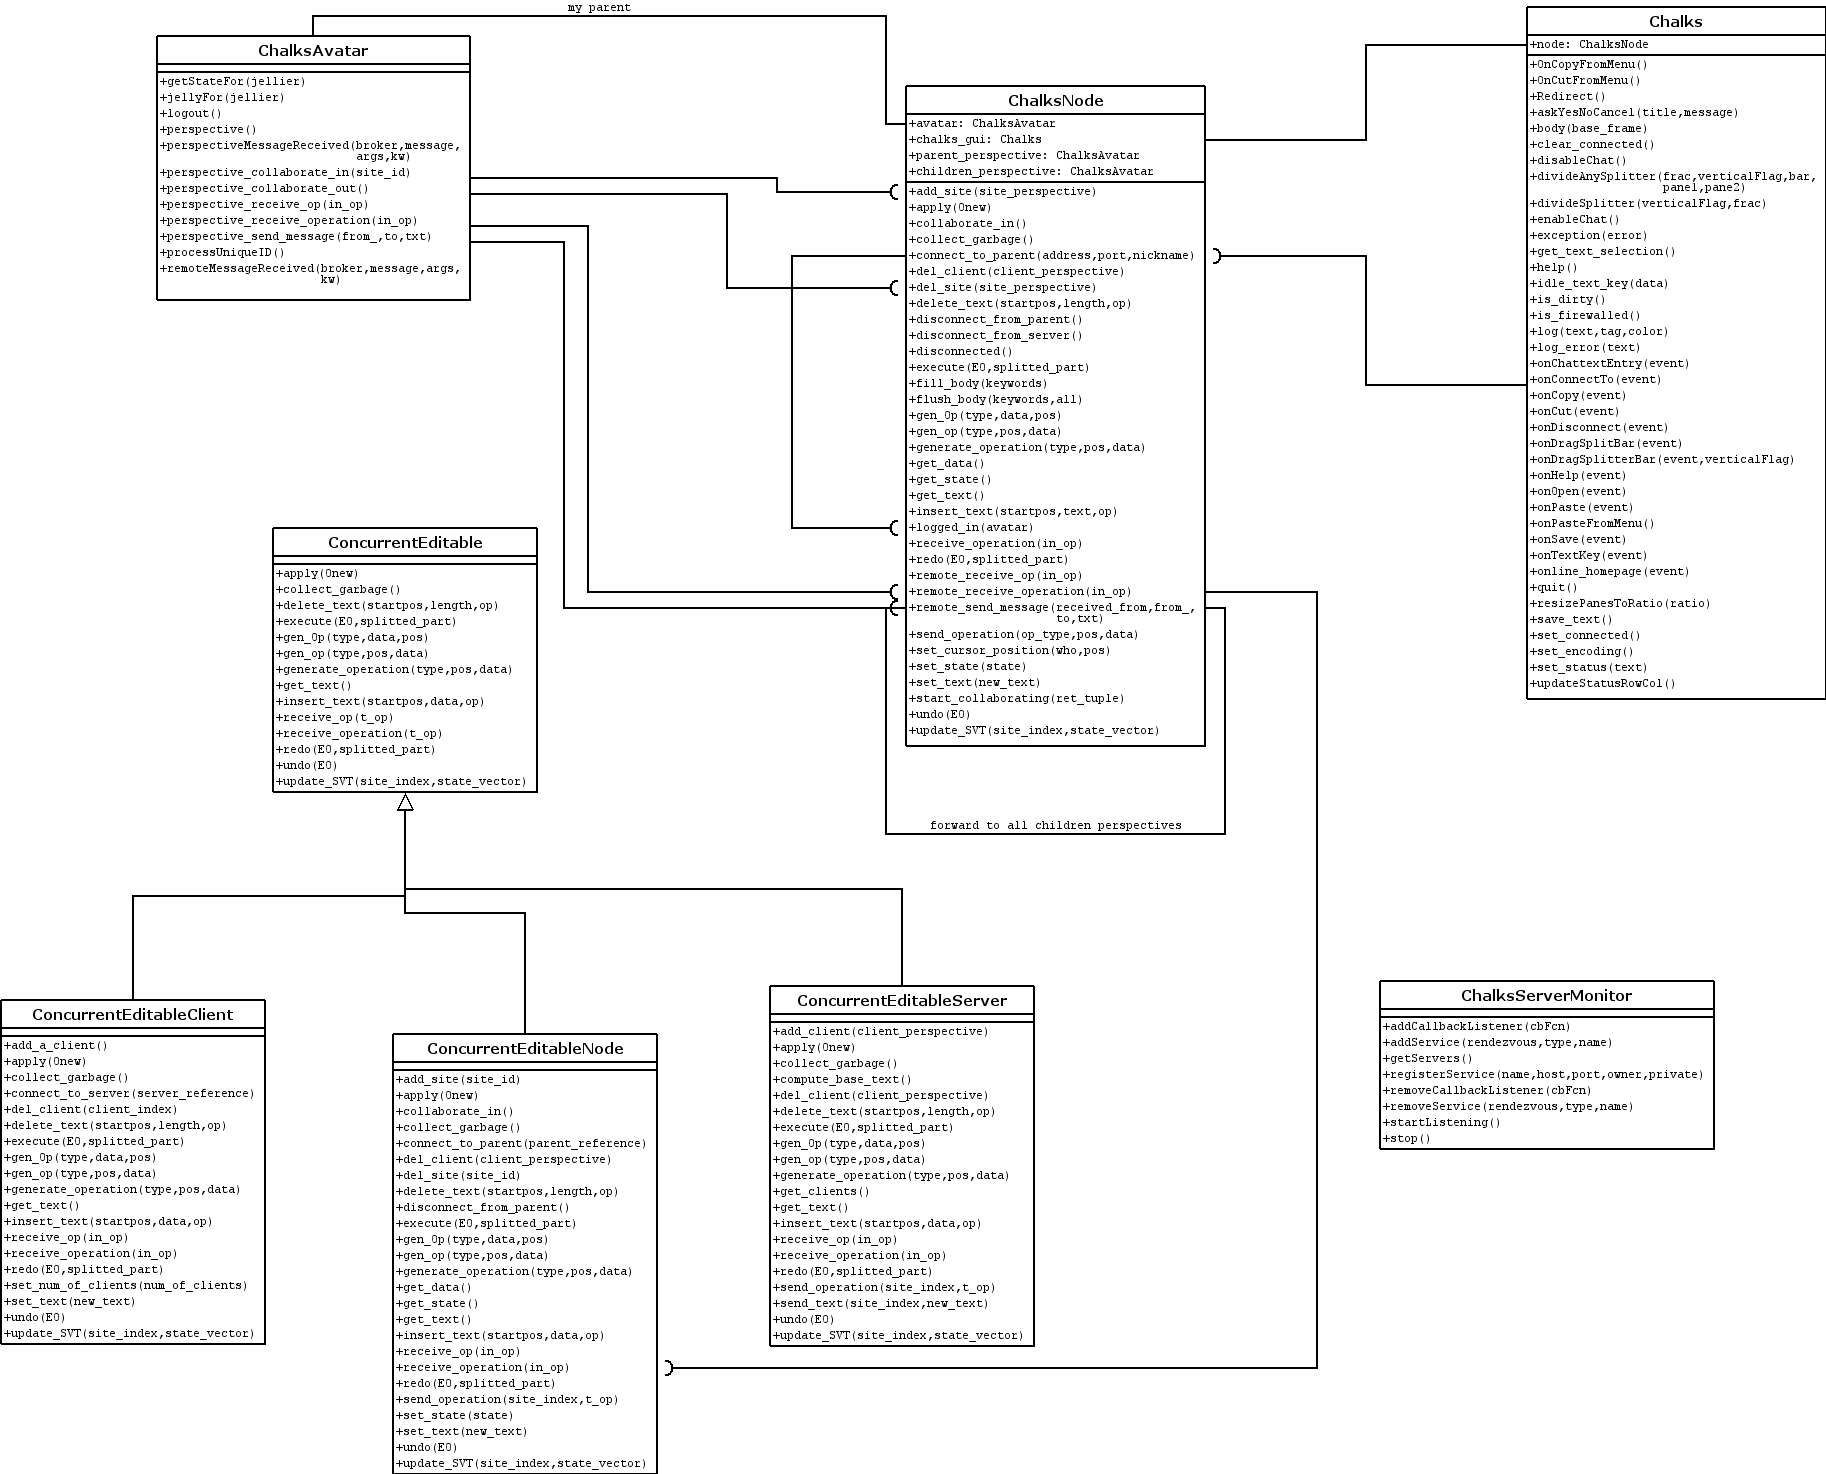 my parent
ChalksAvatar
+getStateFor(jellier)
+jellyFor(jellier)
+logout()
+perspective()
+perspectiveMessageReceived(broker,message,
args,kw)
+perspective_collaborate_in(site_id)
+perspective_collaborate_out()
+perspective_receive_op(in_op)
+perspective_receive_operation(in_op)
+perspective_send_message(from_,to,txt)
+processUniqueID()
+remoteMessageReceived(broker,message,args,
kw)
ChalksNode
+avatar: ChalksAvatar
+chalks_gui: Chalks
+parent_perspective: ChalksAvatar
+children_perspective: ChalksAvatar
+add_site(site_perspective)
+apply(Onew)
+collaborate_in()
+collect_garbage()
+connect_to_parent(address,port,nickname)
+del_client(client_perspective)
+del_site(site_perspective)
+delete_text(startpos,length,op)
+disconnect_from_parent()
+disconnect_from_server()
+disconnected()
+execute(EO,splitted_part)
+fill_body(keywords)
+flush_body(keywords,all)
+gen_Op(type,data,pos)
+gen_op(type,pos,data)
+generate_operation(type,pos,data)
+get_data()
+get_state()
+get_text()
+insert_text(startpos,text,op)
+logged_in(avatar)
+receive_operation(in_op)
+redo(EO,splitted_part)
+remote_receive_op(in_op)
+remote_receive_operation(in_op)
+remote_send_message(received_from,from_,
to,txt)
+send_operation(op_type,pos,data)
+set_cursor_position(who,pos)
+set_state(state)
+set_text(new_text)
+start_collaborating(ret_tuple)
+undo(EO)
+update_SVT(site_index,state_vector)
forward to all children perspectives
Chalks
+node: ChalksNode
+OnCopyFromMenu()
+OnCutFromMenu()
+Redirect()
+askYesNoCancel(title,message)
+body(base_frame)
+clear_connected()
+disableChat()
+divideAnySplitter(frac,verticalFlag,bar,
pane1,pane2)
+divideSplitter(verticalFlag,frac)
+enableChat()
+exception(error)
+get_text_selection()
+help()
+idle_text_key(data)
+is_dirty()
+is_firewalled()
+log(text,tag,color)
+log_error(text)
+onChattextEntry(event)
+onConnectTo(event)
+onCopy(event)
+onCut(event)
+onDisconnect(event)
+onDragSplitBar(event)
+onDragSplitterBar(event,verticalFlag)
+onHelp(event)
+onOpen(event)
+onPaste(event)
+onPasteFromMenu()
+onSave(event)
+onTextKey(event)
+online_homepage(event)
+quit()
+resizePanesToRatio(ratio)
+save_text()
+set_connected()
+set_encoding()
+set_status(text)
+updateStatusRowCol()
ConcurrentEditable
+apply(Onew)
+collect_garbage()
+delete_text(startpos,length,op)
+execute(EO,splitted_part)
+gen_Op(type,data,pos)
+gen_op(type,pos,data)
+generate_operation(type,pos,data)
+get_text()
+insert_text(startpos,data,op)
+receive_op(t_op)
+receive_operation(t_op)
+redo(EO,splitted_part)
+undo(EO)
+update_SVT(site_index,state_vector)
ConcurrentEditableClient
+add_a_client()
+apply(Onew)
+collect_garbage()
+connect_to_server(server_reference)
+del_client(client_index)
+delete_text(startpos,length,op)
+execute(EO,splitted_part)
+gen_Op(type,data,pos)
+gen_op(type,pos,data)
+generate_operation(type,pos,data)
+get_text()
+insert_text(startpos,data,op)
+receive_op(in_op)
+receive_operation(in_op)
+redo(EO,splitted_part)
+set_num_of_clients(num_of_clients)
+set_text(new_text)
+undo(EO)
+update_SVT(site_index,state_vector)
ConcurrentEditableNode
+add_site(site_id)
+apply(Onew)
+collaborate_in()
+collect_garbage()
+connect_to_parent(parent_reference)
+del_client(client_perspective)
+del_site(site_id)
+delete_text(startpos,length,op)
+disconnect_from_parent()
+execute(EO,splitted_part)
+gen_Op(type,data,pos)
+gen_op(type,pos,data)
+generate_operation(type,pos,data)
+get_data()
+get_state()
+get_text()
+insert_text(startpos,data,op)
+receive_op(in_op)
+receive_operation(in_op)
+redo(EO,splitted_part)
+send_operation(site_index,t_op)
+set_state(state)
+set_text(new_text)
+undo(EO)
+update_SVT(site_index,state_vector)
ConcurrentEditableServer
+add_client(client_perspective)
+apply(Onew)
+collect_garbage()
+compute_base_text()
+del_client(client_perspective)
+delete_text(startpos,length,op)
+execute(EO,splitted_part)
+gen_Op(type,data,pos)
+gen_op(type,pos,data)
+generate_operation(type,pos,data)
+get_clients()
+get_text()
+insert_text(startpos,data,op)
+receive_op(in_op)
+receive_operation(in_op)
+redo(EO,splitted_part)
+send_operation(site_index,t_op)
+send_text(site_index,new_text)
+undo(EO)
+update_SVT(site_index,state_vector)
ChalksServerMonitor
+addCallbackListener(cbFcn)
+addService(rendezvous,type,name)
+getServers()
+registerService(name,host,port,owner,private)
+removeCallbackListener(cbFcn)
+removeService(rendezvous,type,name)
+startListening()
+stop()